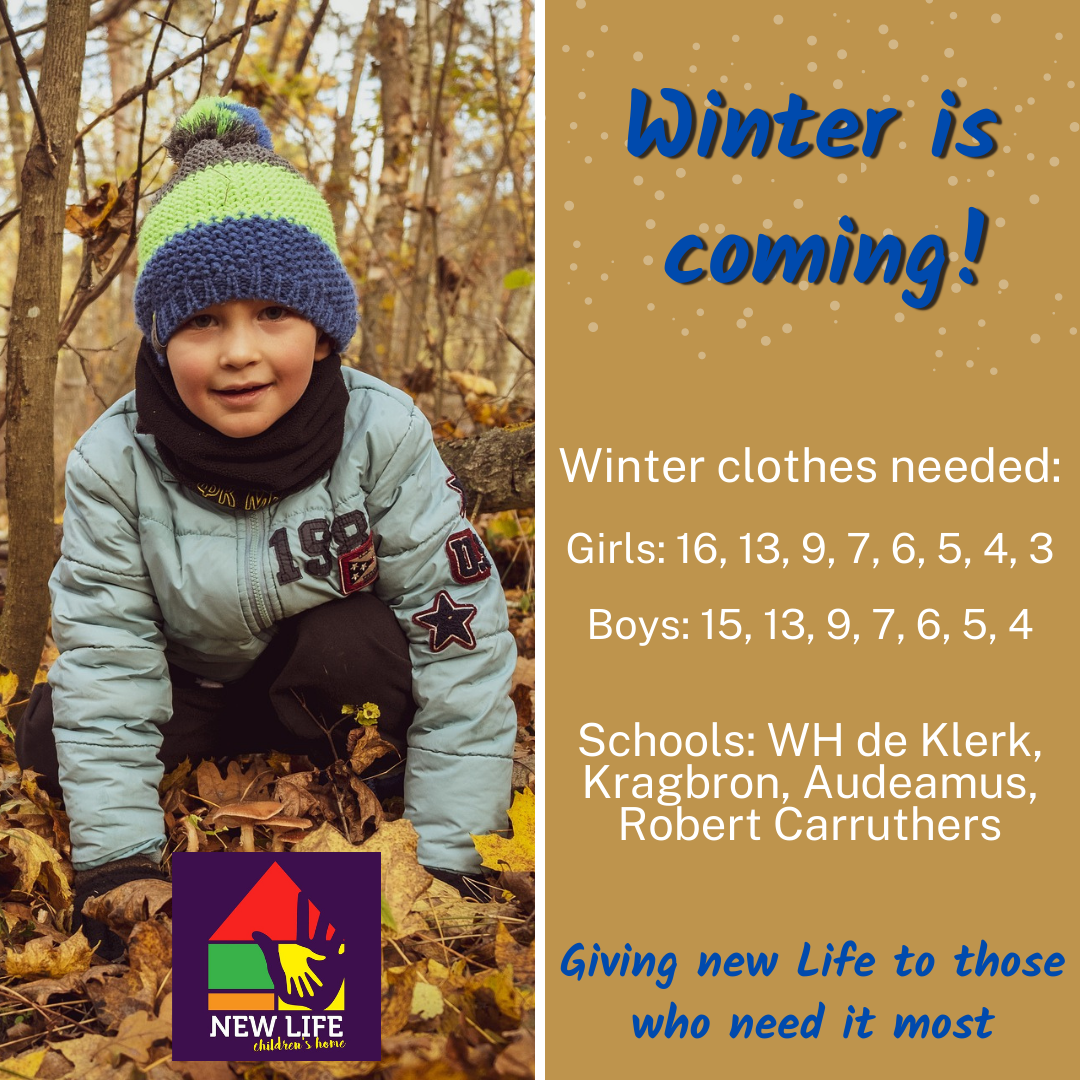 Winter is
coming!
Winter clothes needed:
Girls: 16, 13, 9, 7, 6, 5, 4, 3
Boys: 15, 13, 9, 7, 6, 5, 4
Schools: WH de Klerk,
Kragbron, Audeamus,
Robert Carruthers
Giving new Life to those
who need it most
NEW LIFE
children's home